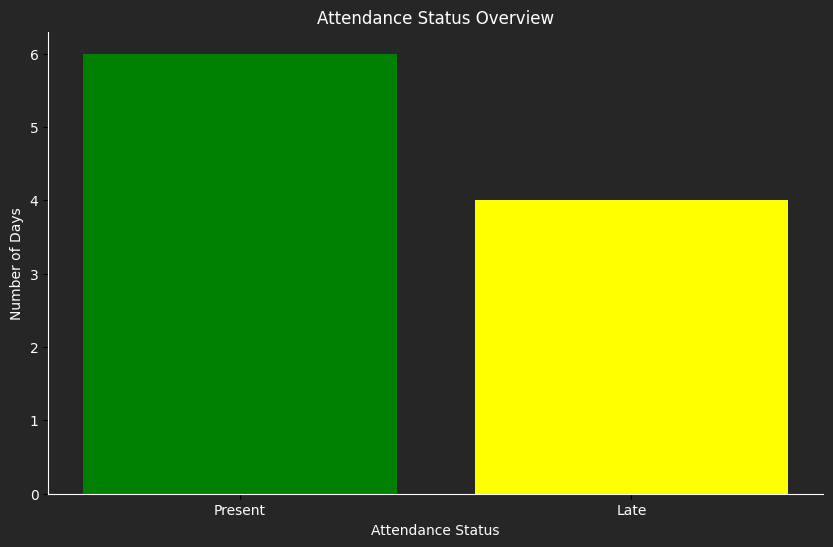 Attendance Status Overview
Number of Days
6
5
4
3
2
1
0
Present Late
Attendance Status